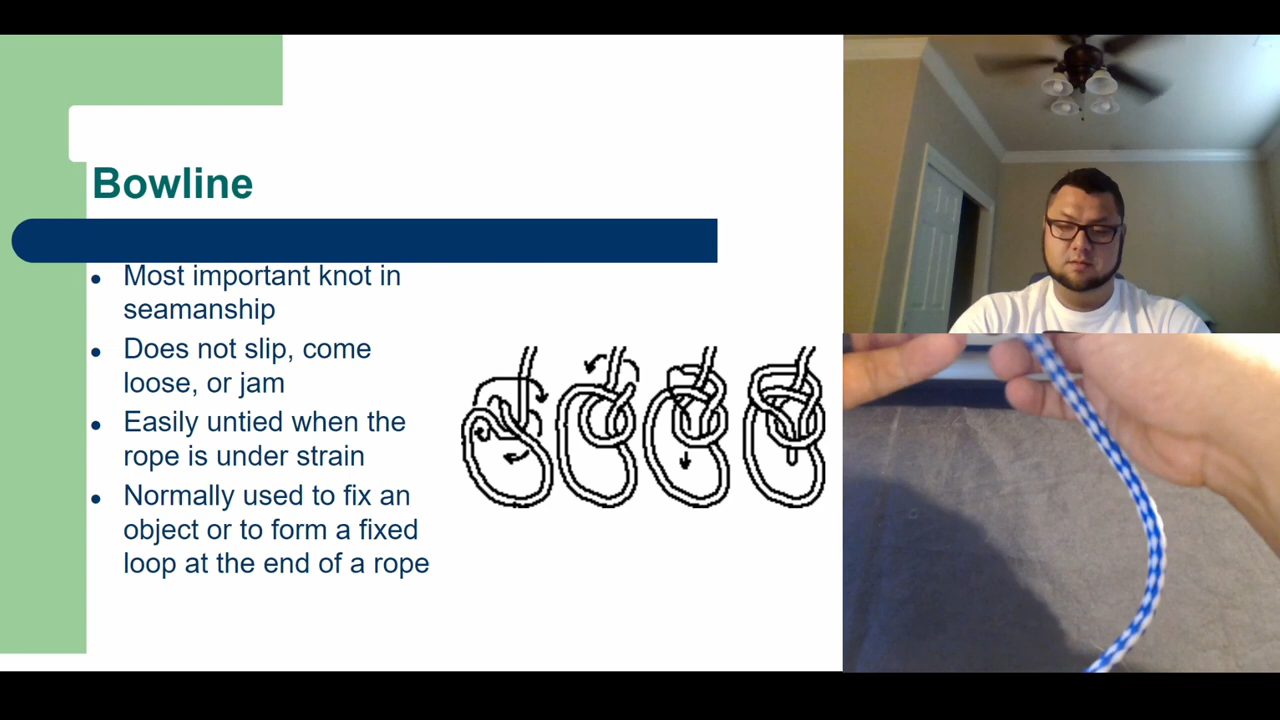 Bowline
Most important knot in
seamanship
Does not slip, come
loose, or jam
Easily untied when the
rope is under strain
Normally used to fix an
object or to form a fixed
loop at the end of a rope